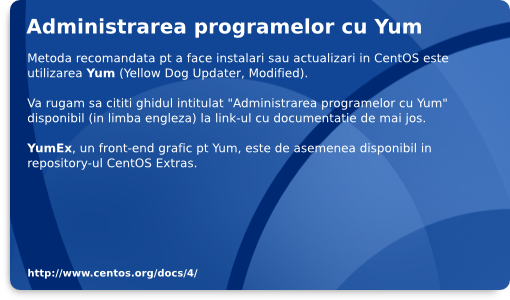 Administrarea programelor cu Yum
Metoda recomandata pt a face instalari sau actualizari in CentOS este
utilizarea Yum (Yellow Dog Updater, Modified).
Va rugam sa cititi ghidul intitulat "Administrarea programelor cu Yum"
disponibil (in limba engleza) la link-ul cu documentatie de mai jos.
YumEx, un front-end grafic pt Yum, este de asemenea disponibil in
repository-ul CentOS Extras.
http://www.centos.org/docs/4/